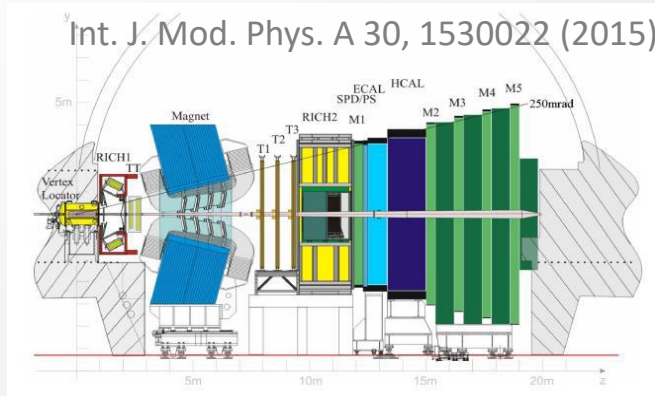 Int. J. Mod. Phys. A 30, 1530022 (2015)
y
5m
Magnet
RICH1
TT
Vertex
Locator
T1
T2
T3
RICH2
SPD/PS
ECAL
HCAL
M1
M2
M3
M4
M5
250mrad
5m
10m
15m
20m
z